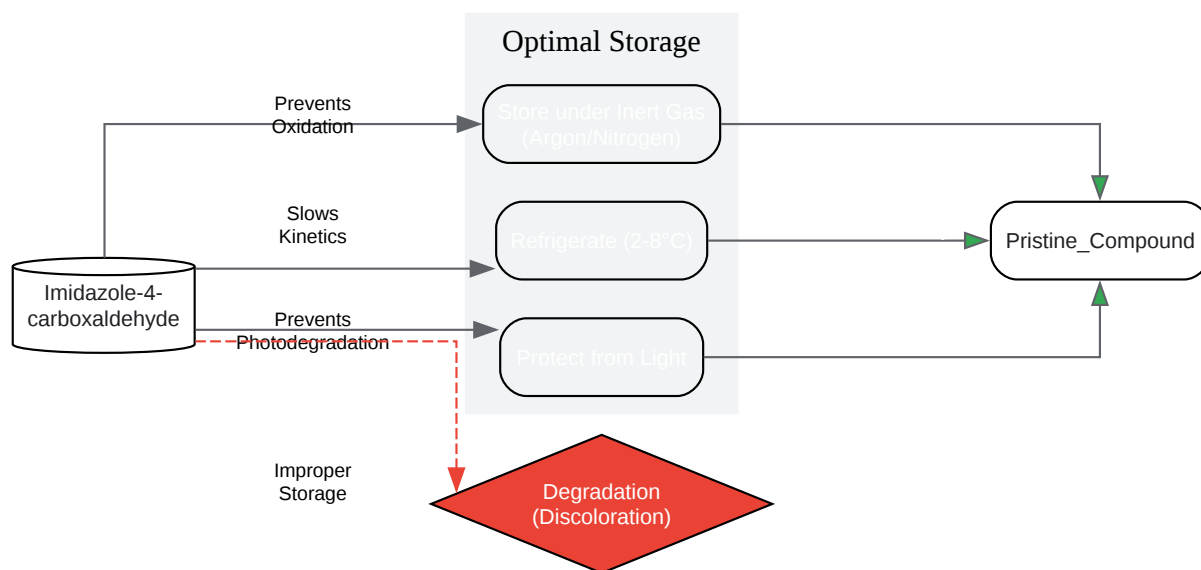 Optimal Storage
Prevents
Oxidation
Store under Inert Gas
(Argon/Nitrogen)
Slows
Kinetics
Refrigerate (2-8°C)
Pristine_Compound
Imidazole-4-
carboxaldehyde
Prevents
Photodegradation
Protect from Light
Improper
Storage
Degradation
(Discoloration)